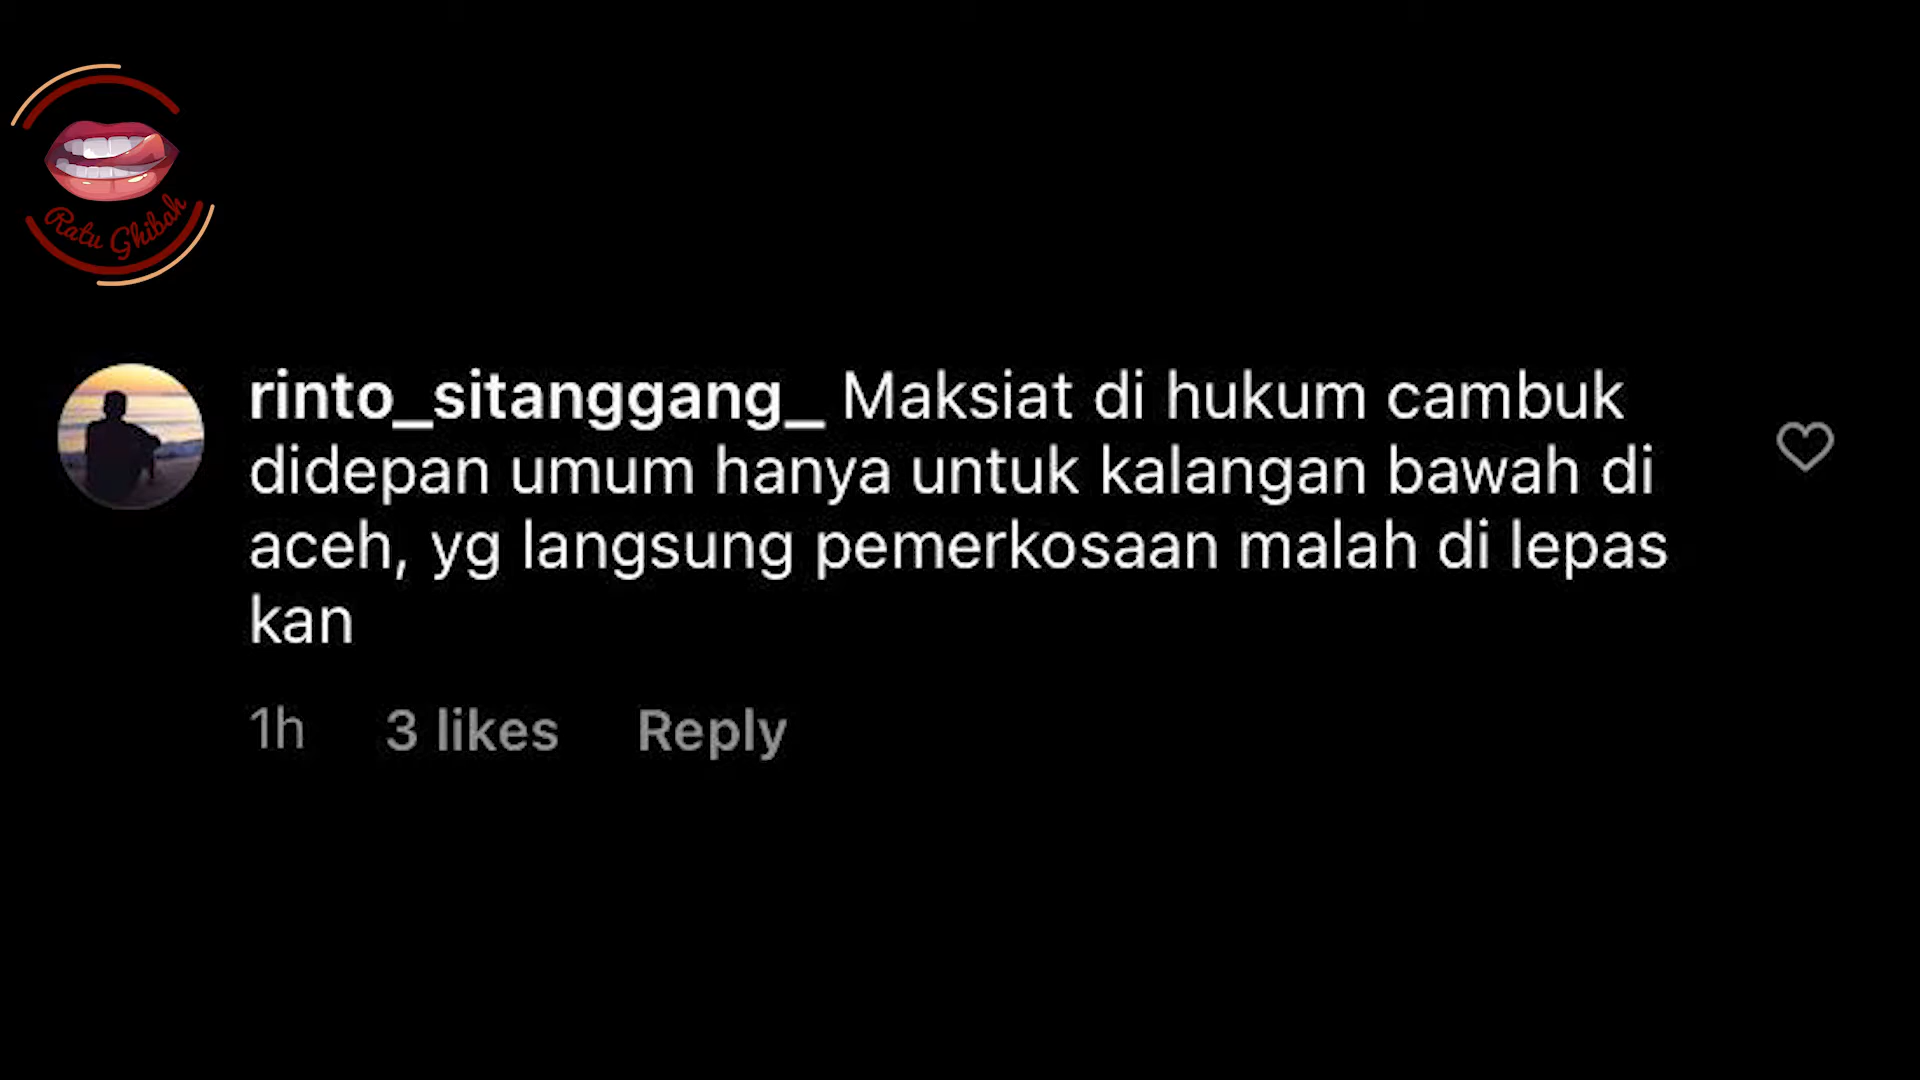 Ratu Ghibah
rinto_sitanggang_ Maksiat di hukum cambuk
didepan umum hanya untuk kalangan bawah di
aceh, yg langsung pemerkosaan malah di lepas
kan
1h 3 likes Reply